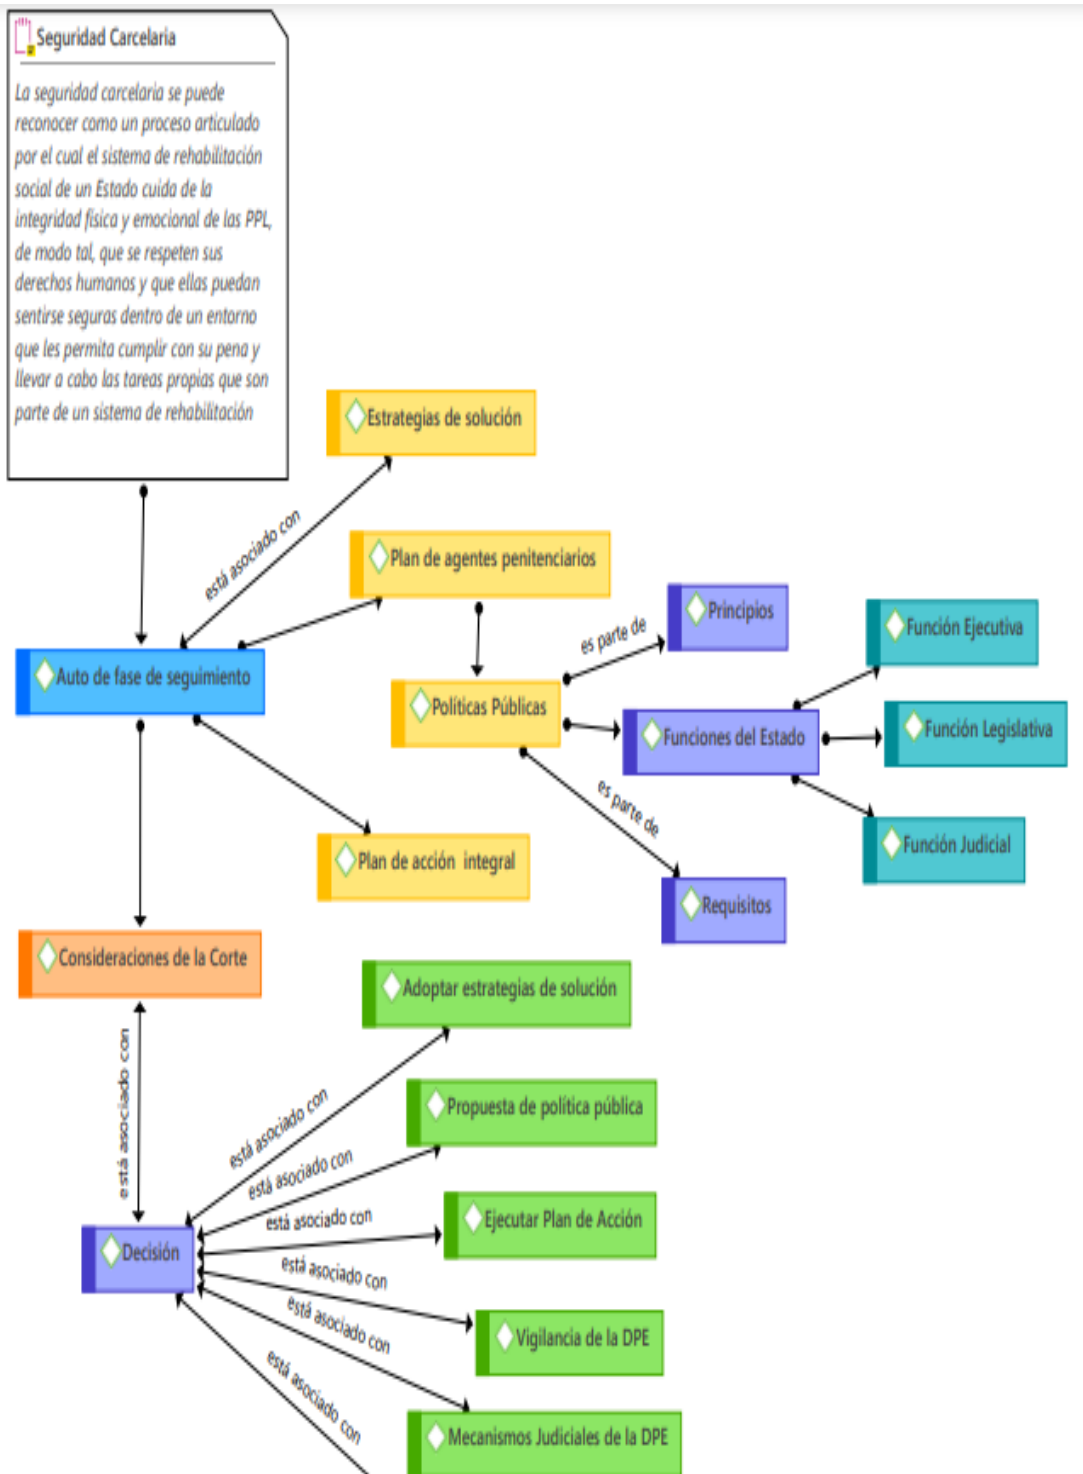 Seguridad Carcelaria
La seguridad carcelaria se puede
reconocer como un proceso articulado
por el cual el sistema de rehabilitación
social de un Estado cuida de la
integridad física y emocional de las PPL,
de modo tal, que se respeten sus
derechos humanos y que ellas puedan
sentirse seguras dentro de un entorno
que les permita cumplir con su pena y
llevar a cabo las tareas propias que son
parte de un sistema de rehabilitación
Estrategias de solución
está asociado con
Plan de agentes penitenciarios
Principios
es parte de
Función Ejecutiva
Auto de fase de seguimiento
Políticas Públicas
Funciones del Estado
Función Legislativa
es parte de
Función Judicial
Plan de acción integral
Requisitos
Consideraciones de la Corte
Adoptar estrategias de solución
está asociado con
está asociado con
Propuesta de política pública
está asociado con
está asociado con
Ejecutar Plan de Acción
Decisión
está asociado con
Vigilancia de la DPE
está asociado con
está asociado con
Mecanismos Judiciales de la DPE